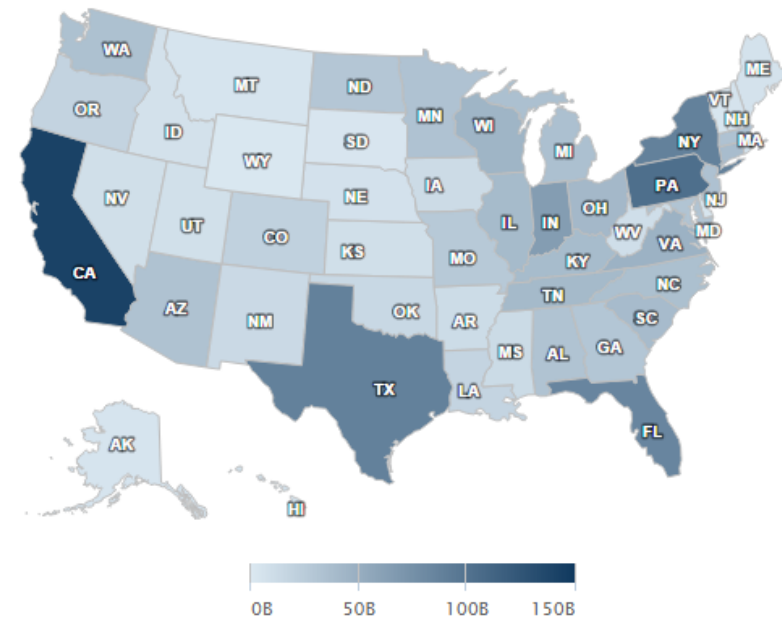 WA
MT
ND
MN
ME
VT
NH
OR
ID
SD
WI
MI
NY
MA
WY
NV
UT
NE
IA
PA
NJ
IL
IN
OH
WV
MD
CO
KS
MO
KY
VA
CA
AZ
NM
OK
TN
NC
AR
SC
MS
AL
GA
TX
LA
FL
AK
HI
0B 50B 100B 150B